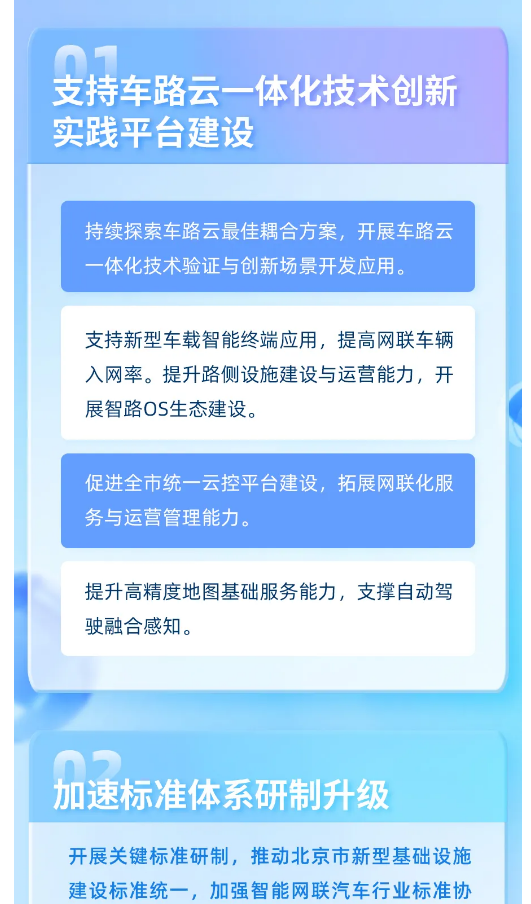 01
支持车路云一体化技术创新
实践平台建设
持续探索车路云最佳耦合方案，开展车路云
一体化技术验证与创新场景开发应用。
支持新型车载智能终端应用，提高网联车辆
入网率。提升路侧设施建设与运营能力，开
展智路OS生态建设。
促进全市统一云控平台建设，拓展网联化服
务与运营管理能力。
提升高精度地图基础服务能力，支撑自动驾
驶融合感知。
02
加速标准体系研制升级
开展关键标准研制，推动北京市新型基础设施
建设标准统一，加强智能网联汽车行业标准协